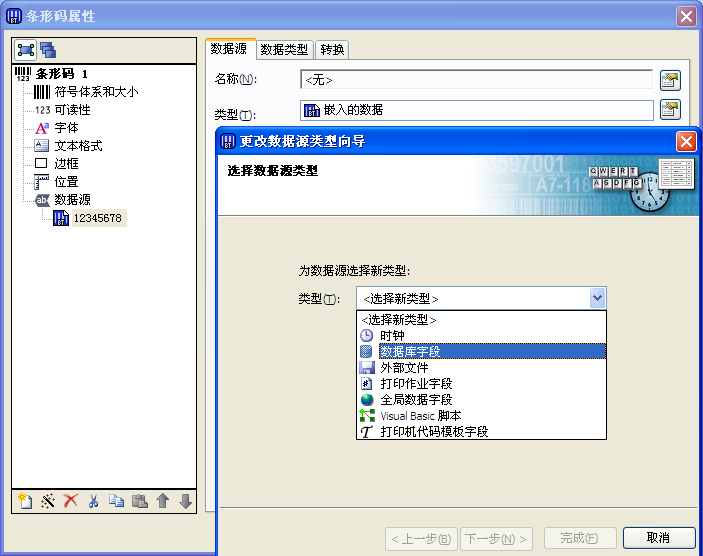 条形码属性
条形码 1
符号体系和大小
可读性
字体
文本格式
边框
位置
数据源
12345678
数据源
数据类型
转换
名称(N):
<无>
类型(T):
嵌入的数据
更改数据源类型向导
选择数据源类型
为数据源选择新类型:
类型(T):
<选择新类型>
<选择新类型>
时钟
数据库字段
外部文件
打印作业字段
全局数据字段
Visual Basic 脚本
打印机代码模板字段
< 上一步(B)
下一步(N) >
完成(F)
取消